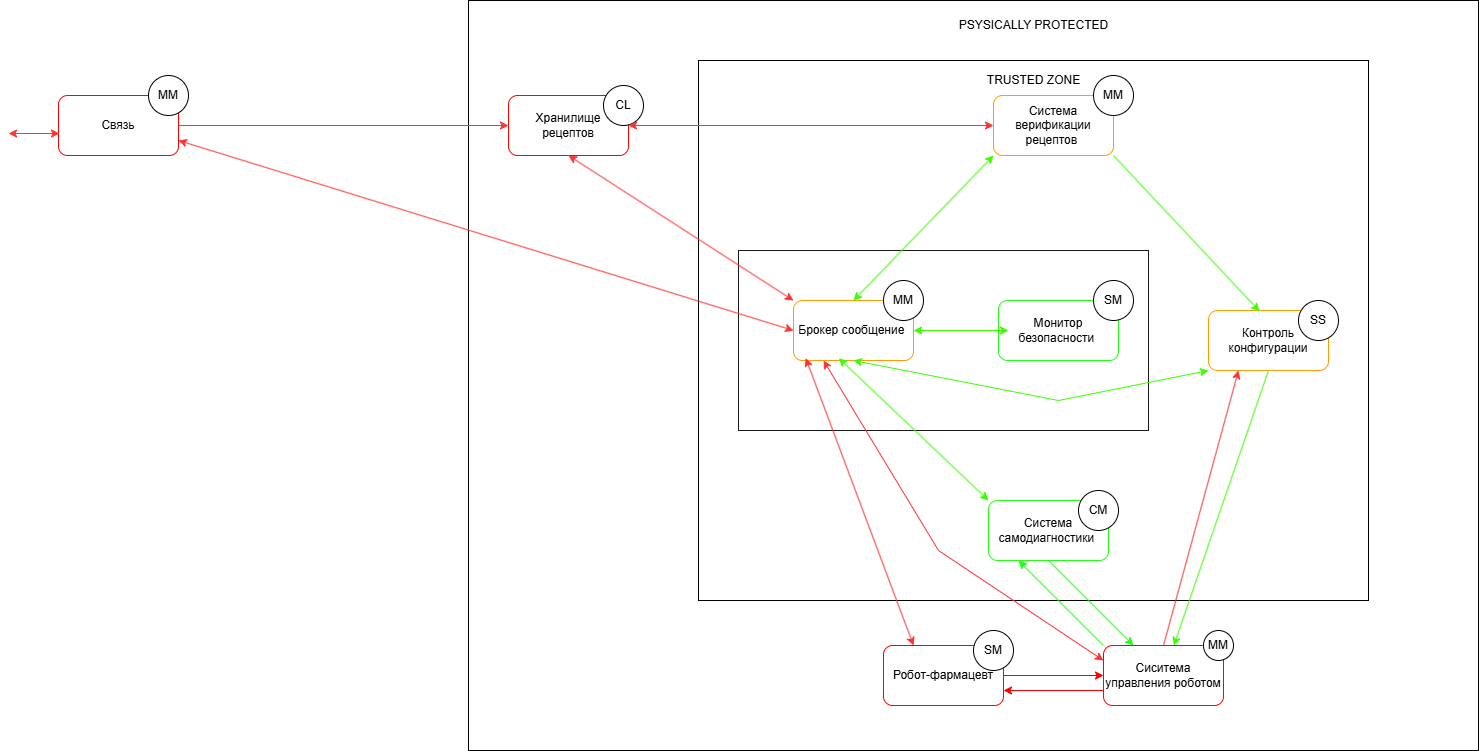 PSYSICALLY PROTECTED
TRUSTED ZONE
MM
Связь
CL
Хранилище
рецептов
MM
Система
верификации
рецептов
MM
Брокер сообщение
SM
Монитор
безопасности
SS
Контроль
конфигурации
CM
Система
самодиагностики
SM
Робот-фармацевт
MM
Сиситема
управления роботом